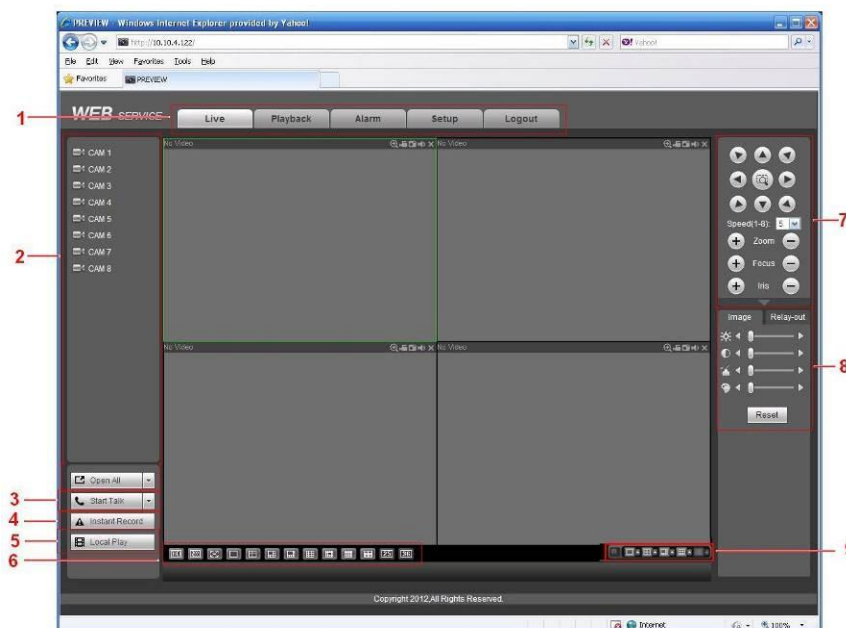 PREVIEW - Windows Internet Explorer provided by Yahoo!
http://10.10.4.122/
Yahoo!
File Edit View Favorites Tools Help
Favorites PREVIEW
WEB SERVICE
1
Live Playback Alarm Setup Logout
2
CAM 1
CAM 2
CAM 3
CAM 4
CAM 5
CAM 6
CAM 7
CAM 8
No Video
No Video
No Video
No Video
7
Speed(1-8): 5
Zoom
Focus
Iris
8
Image Relay-out
Reset
3
Open All
Start Talk
4
Instant Record
5
Local Play
6
25 36
9
Copyright 2012,All Rights Reserved.
Internet 100%